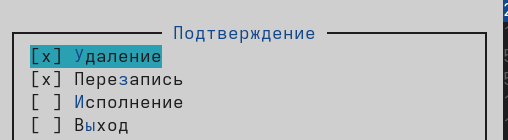 Подтверждение
[x] Удаление
[x] Перезапись
[ ] Исполнение
[ ] Выход